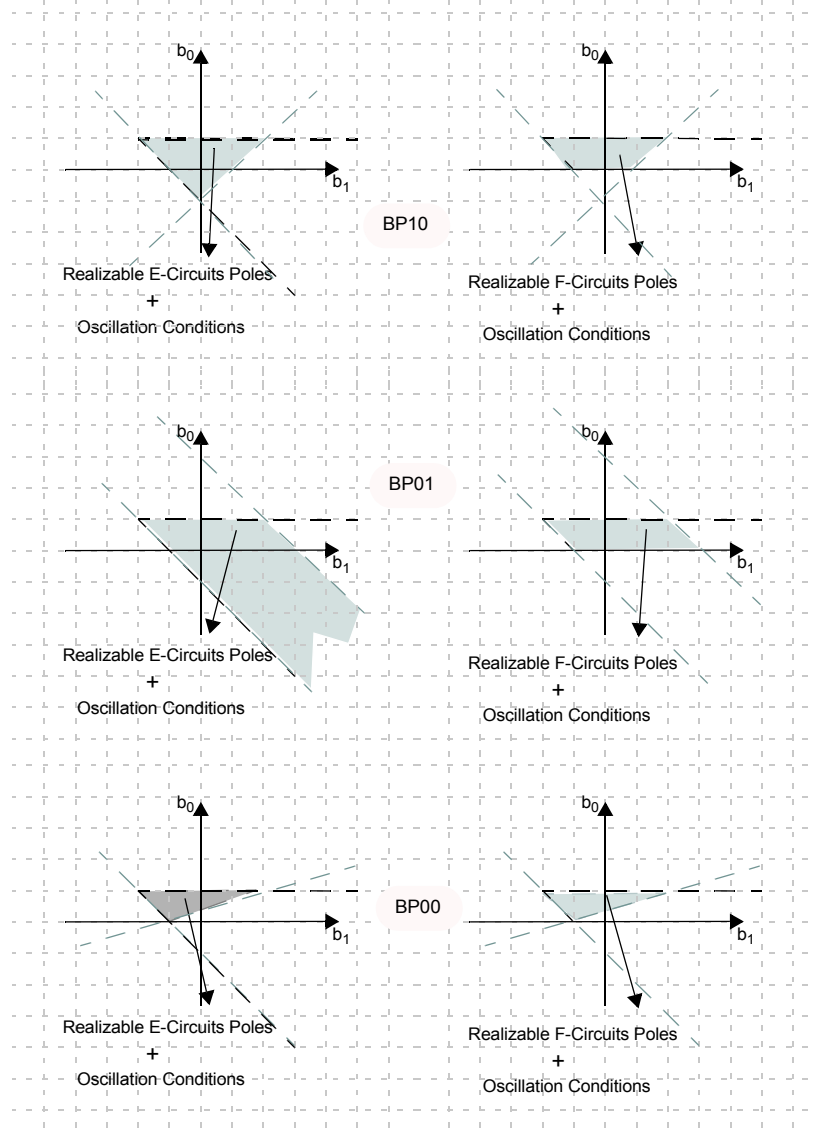 b0
b0
b1
b1
BP10
Realizable E-Circuits Poles
+
Oscillation Conditions
Realizable F-Circuits Poles
+
Oscillation Conditions
b0
b0
BP01
b1
b1
Realizable E-Circuits Poles
+
Oscillation Conditions
Realizable F-Circuits Poles
+
Oscillation Conditions
b0
b0
BP00
b1
b1
Realizable E-Circuits Poles
+
Oscillation Conditions
Realizable F-Circuits Poles
+
Oscillation Conditions